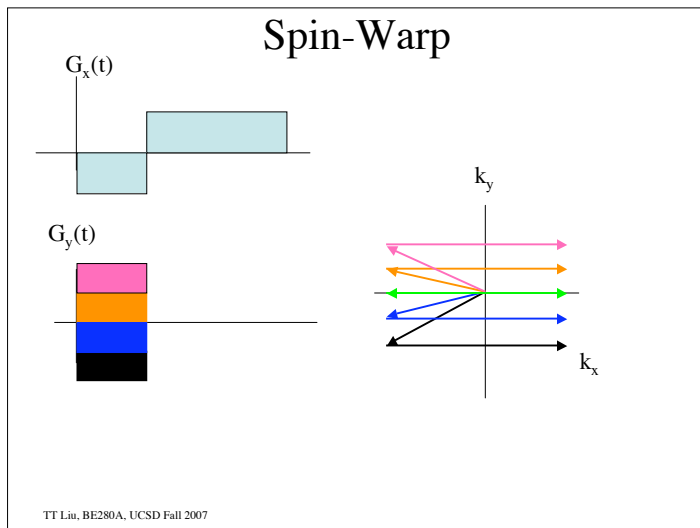 Spin-Warp
Gx(t)
ky
Gy(t)
kx
TT Liu, BE280A, UCSD Fall 2007